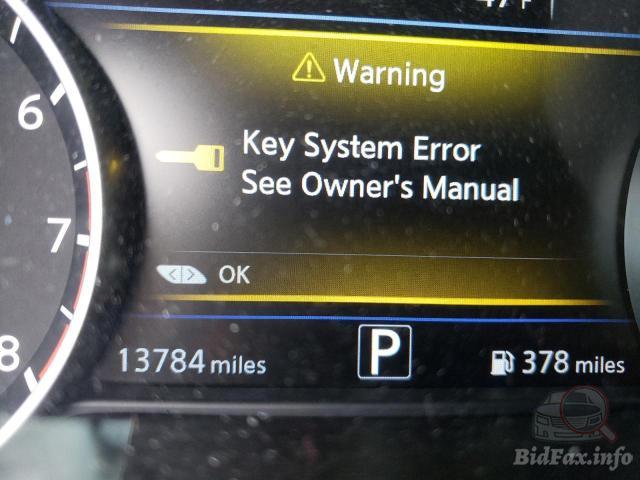 Warning
6
Key System Error
See Owner's Manual
7
OK
8
13784 miles
P
378 miles
BidFax.info